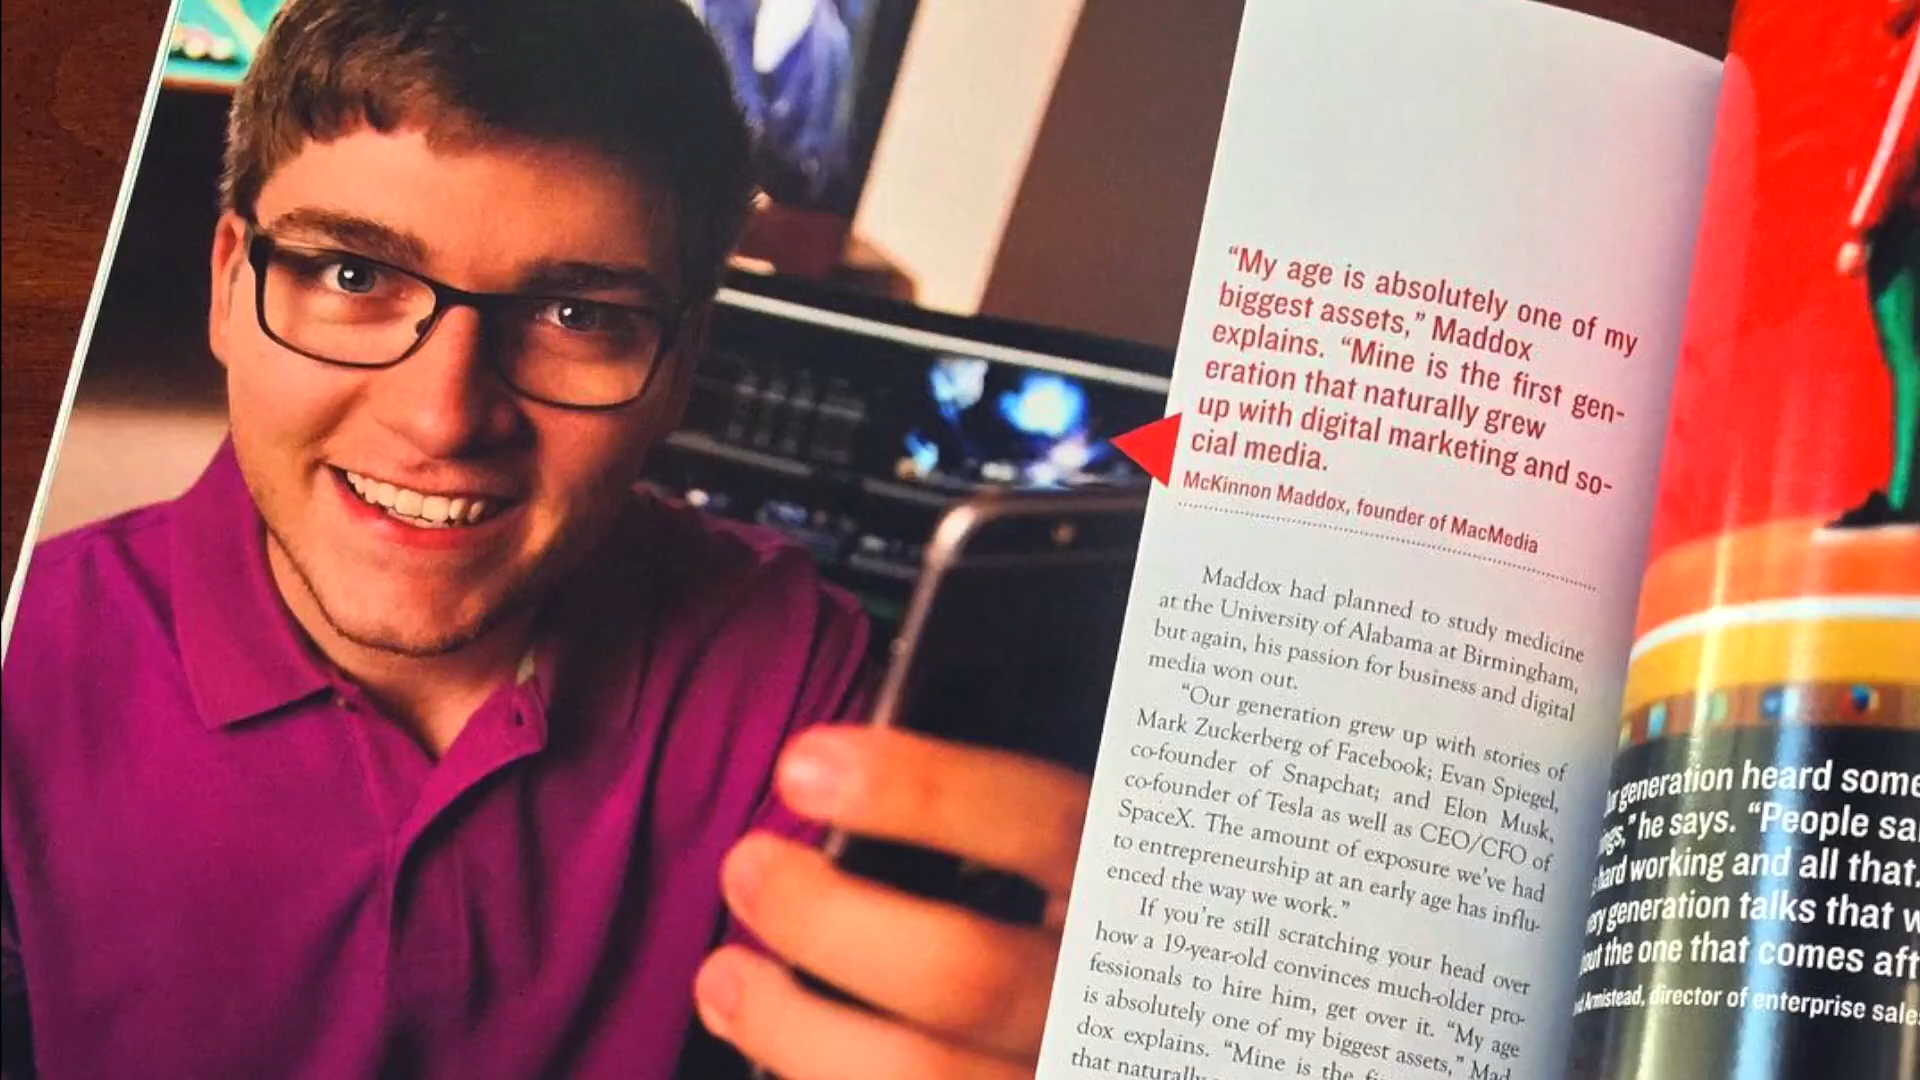 “My age is absolutely one of my
biggest assets,” Maddox
explains. “Mine is the first gen-
eration that naturally grew
up with digital marketing and so-
cial media.
McKinnon Maddox, founder of MacMedia
Maddox had planned to study medicine
at the University of Alabama at Birmingham,
but again, his passion for business and digital
media won out.
“Our generation grew up with stories of
Mark Zuckerberg of Facebook; Evan Spiegel,
co-founder of Snapchat; and Elon Musk,
co-founder of Tesla as well as CEO/CFO of
SpaceX. The amount of exposure we’ve had
to entrepreneurship at an early age has influ-
enced the way we work.”
If you’re still scratching your head over
how a 19-year-old convinces much-older pro-
fessionals to hire him, get over it. “My age
is absolutely one of my biggest assets,” Mad
dox explains. “Mine is the
that naturally
generation heard some
he says. “People sa
hard working and all that.
generation talks that w
the one that comes aft
Armistead, director of enterprise sale